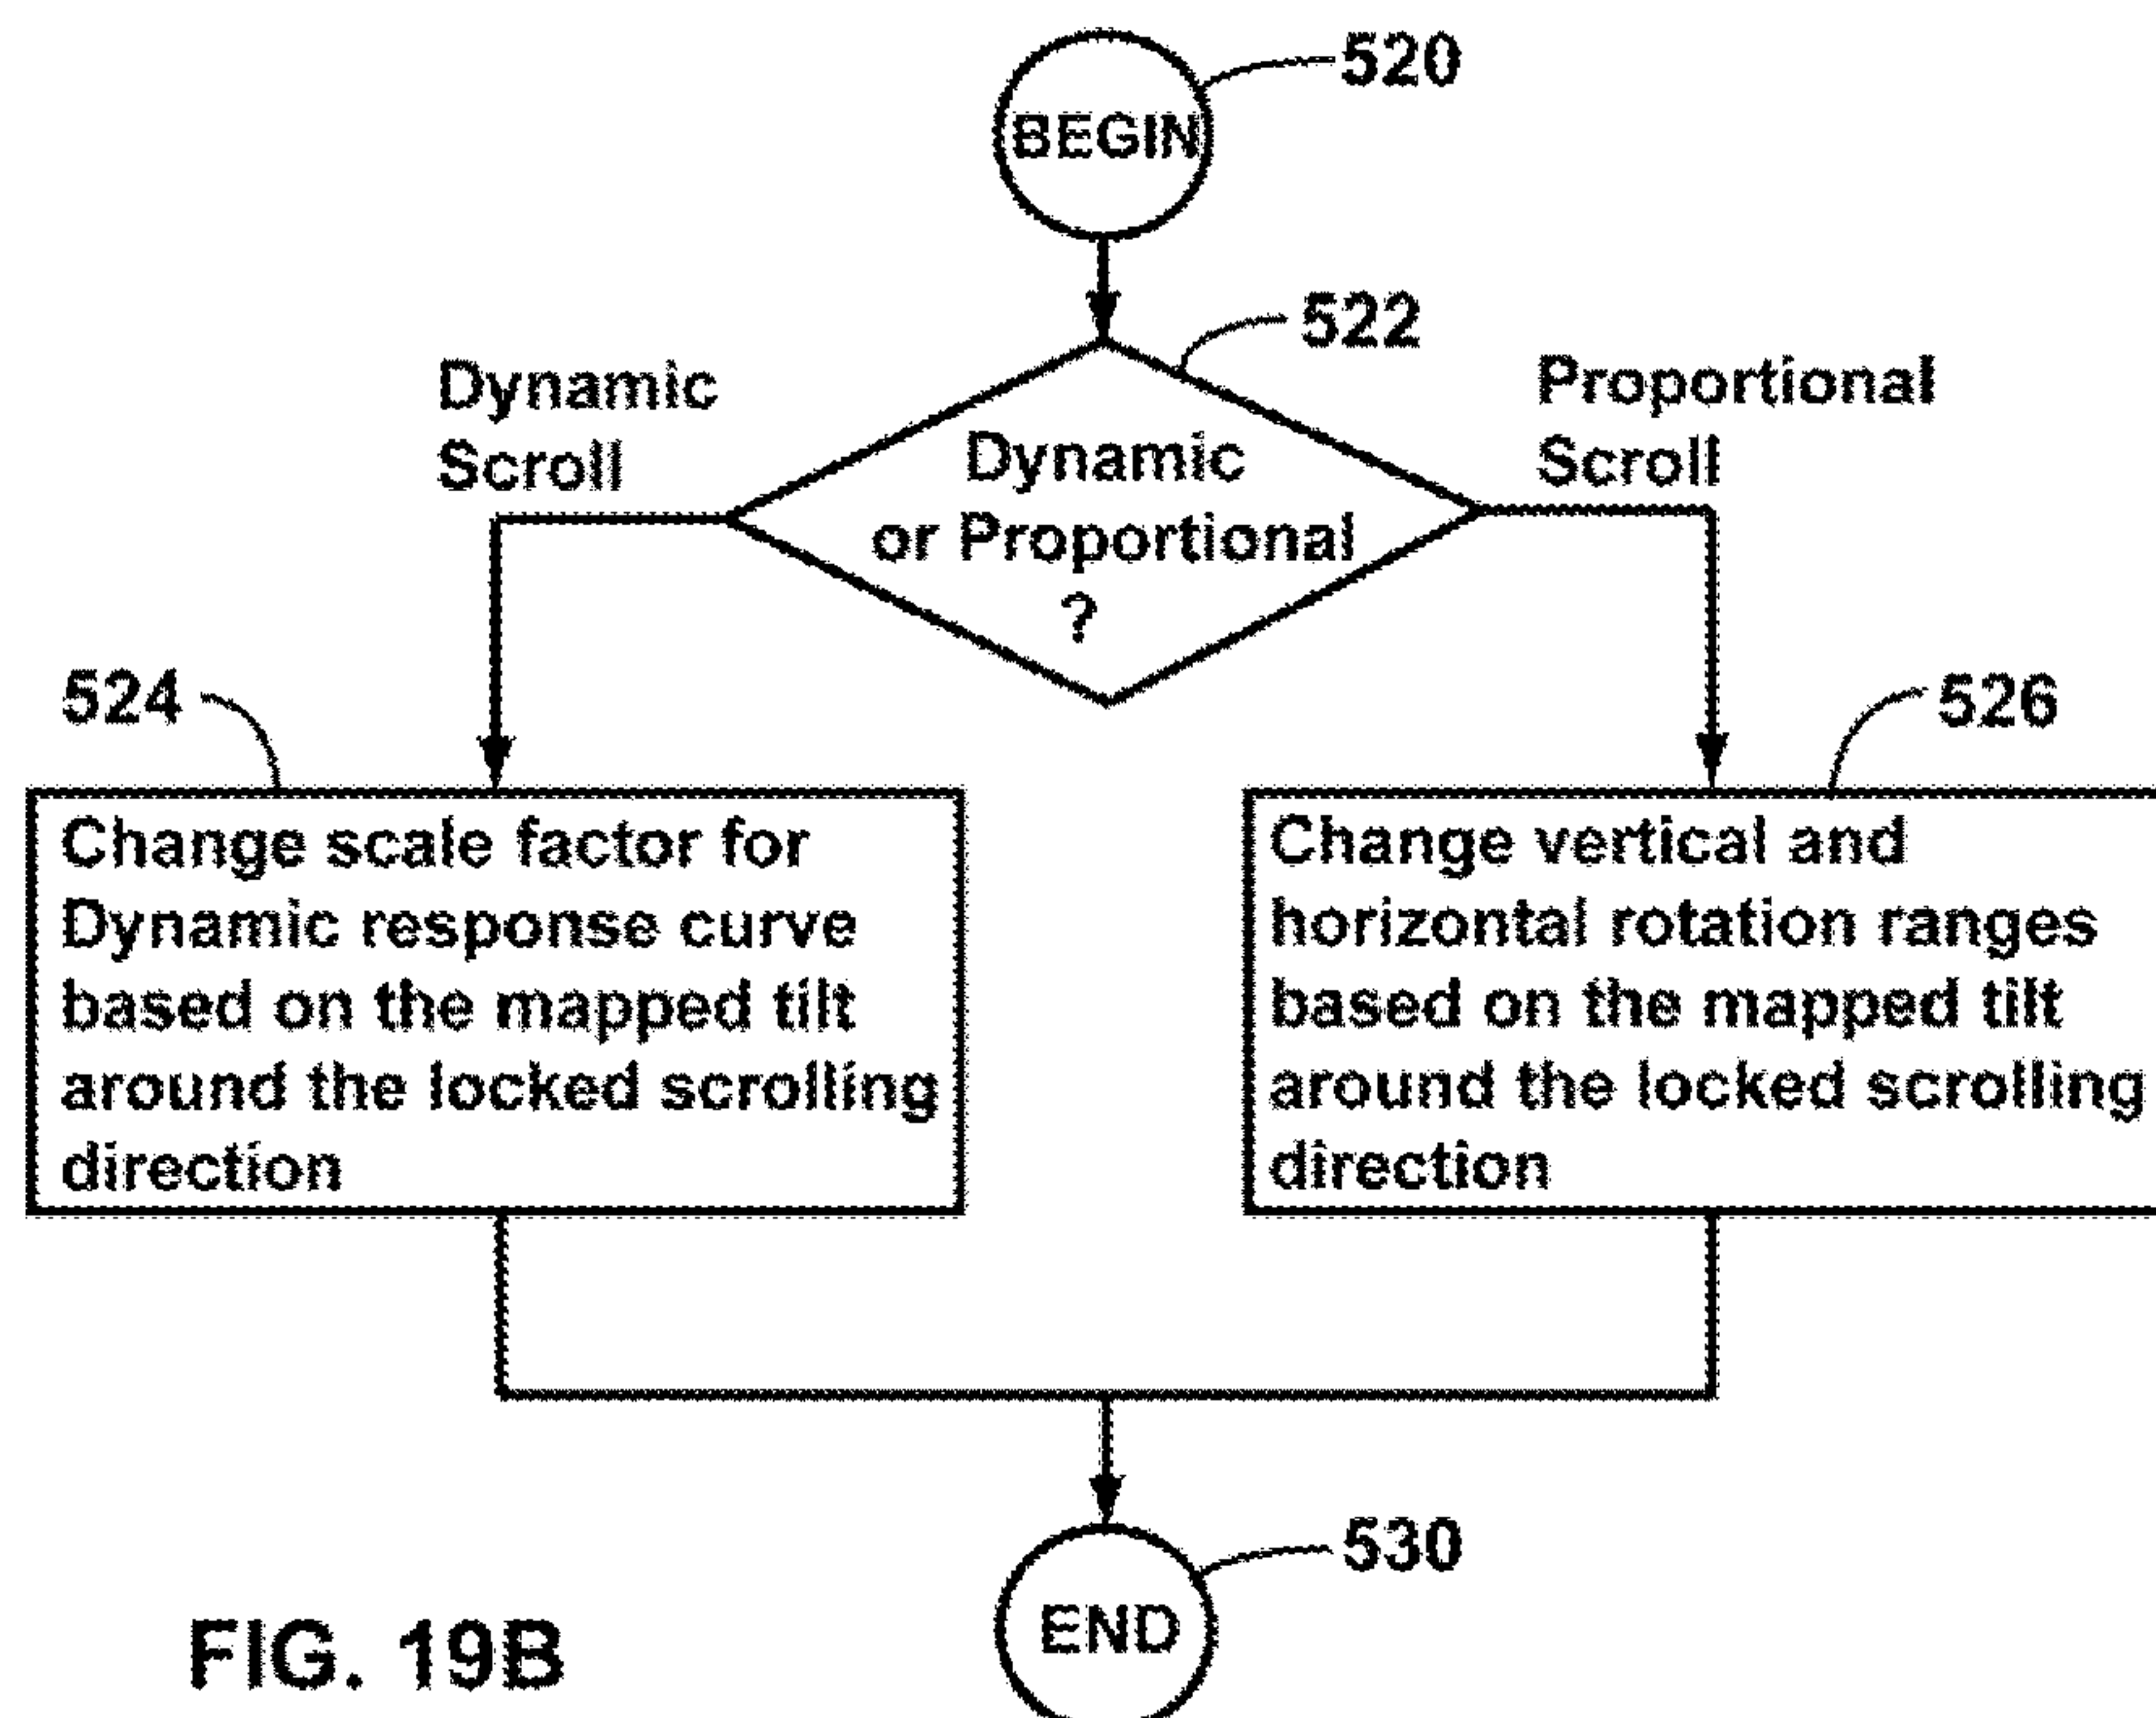 520
BEGIN
522
Dynamic
Scroll
Proportional
Scroll
Dynamic
or Proportional
?
524
526
Change scale factor for
Dynamic response curve
based on the mapped tilt
around the locked scrolling
direction
Change vertical and
horizontal rotation ranges
based on the mapped tilt
around the locked scrolling
direction
530
END
FIG. 19B